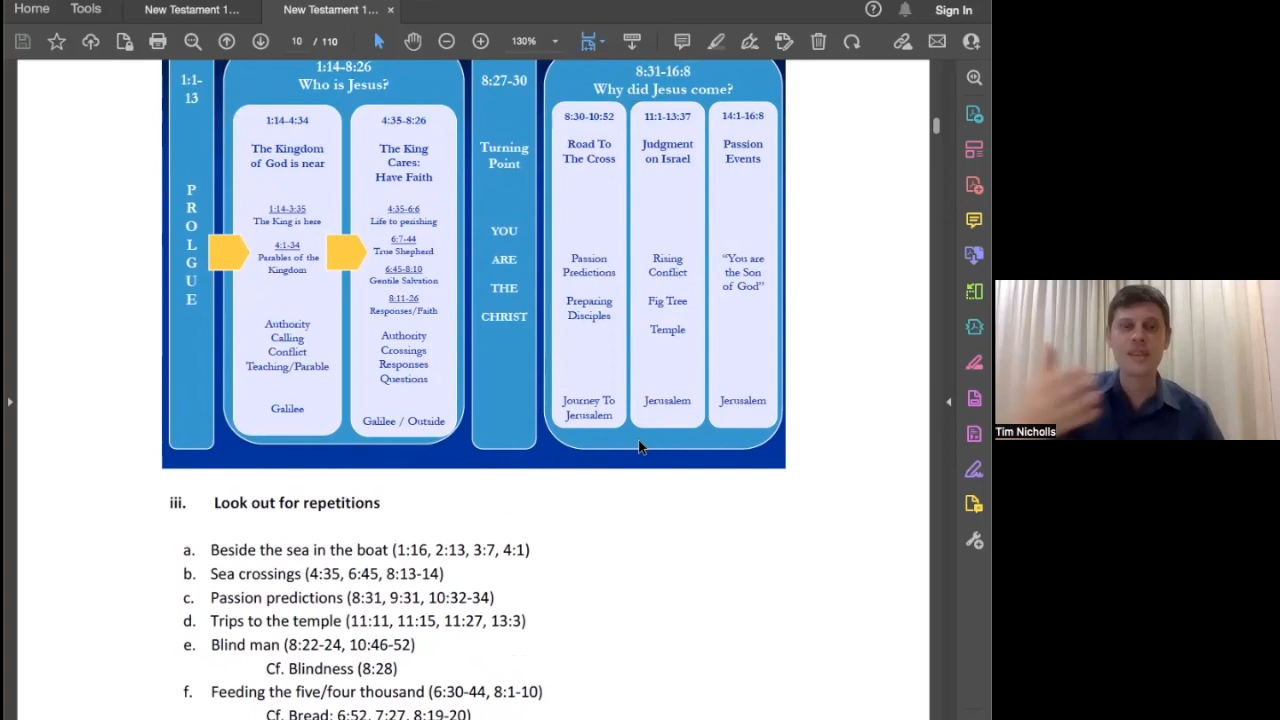 Home Tools New Testament 1... New Testament 1... × Sign In
10 / 110 130%
1:1-
13
P
R
O
L
G
U
E
1:14-8:26
Who is Jesus?
1:14-4:34
The Kingdom
of God is near
1:14-3:35
The King is here
4:1-34
Parables of the
Kingdom
Authority
Calling
Conflict
Teaching/Parable
Galilee
4:35-8:26
The King
Cares:
Have Faith
4:35-6:6
Life to perishing
6:7-44
True Shepherd
6:45-8:10
Gentile Salvation
8:11-26
Responses/Faith
Authority
Crossings
Responses
Questions
Galilee / Outside
8:27-30
Turning
Point
YOU
ARE
THE
CHRIST
8:31-16:8
Why did Jesus come?
8:30-10:52
Road To
The Cross
Passion
Predictions
Preparing
Disciples
Journey To
Jerusalem
11:1-13:37
Judgment
on Israel
Rising
Conflict
Fig Tree
Temple
Jerusalem
14:1-16:8
Passion
Events
“You are
the Son
of God”
Jerusalem
iii. Look out for repetitions
a. Beside the sea in the boat (1:16, 2:13, 3:7, 4:1)
b. Sea crossings (4:35, 6:45, 8:13-14)
c. Passion predictions (8:31, 9:31, 10:32-34)
d. Trips to the temple (11:11, 11:15, 11:27, 13:3)
e. Blind man (8:22-24, 10:46-52)
Cf. Blindness (8:28)
f. Feeding the five/four thousand (6:30-44, 8:1-10)
Cf. Bread: 6:52, 7:27, 8:19-20)
Tim Nicholls